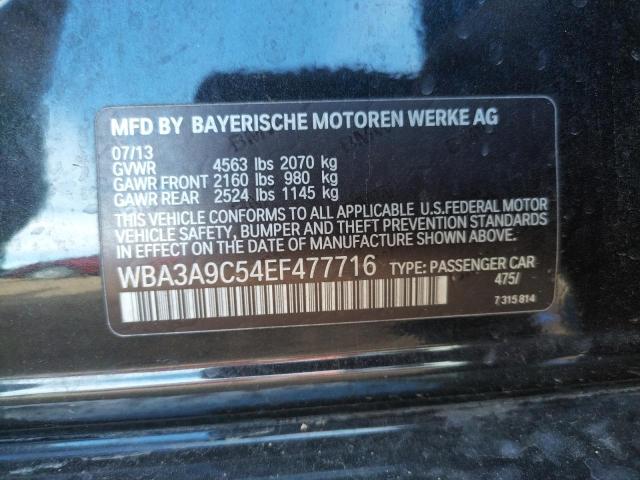 MFD BY BAYERISCHE MOTOREN WERKE AG
07/13
GVWR 4563 lbs 2070 kg
GAWR FRONT 2160 lbs 980 kg
GAWR REAR 2524 lbs 1145 kg
THIS VEHICLE CONFORMS TO ALL APPLICABLE U.S.FEDERAL MOTOR
VEHICLE SAFETY, BUMPER AND THEFT PREVENTION STANDARDS
IN EFFECT ON THE DATE OF MANUFACTURE SHOWN ABOVE.
WBA3A9C54EF477716 TYPE: PASSENGER CAR
475/
7 315 814